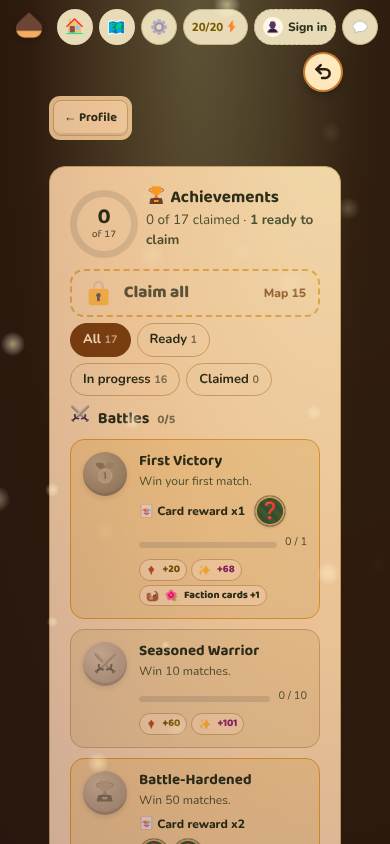 20/20
Sign in
← Profile
Achievements
0
of 17
0 of 17 claimed · 1 ready to
claim
Claim all
Map 15
All 17
Ready 1
In progress 16
Claimed 0
Battles 0/5
First Victory
Win your first match.
Card reward x1
0 / 1
+20
+68
Faction cards +1
Seasoned Warrior
Win 10 matches.
0 / 10
+60
+101
Battle-Hardened
Win 50 matches.
Card reward x2